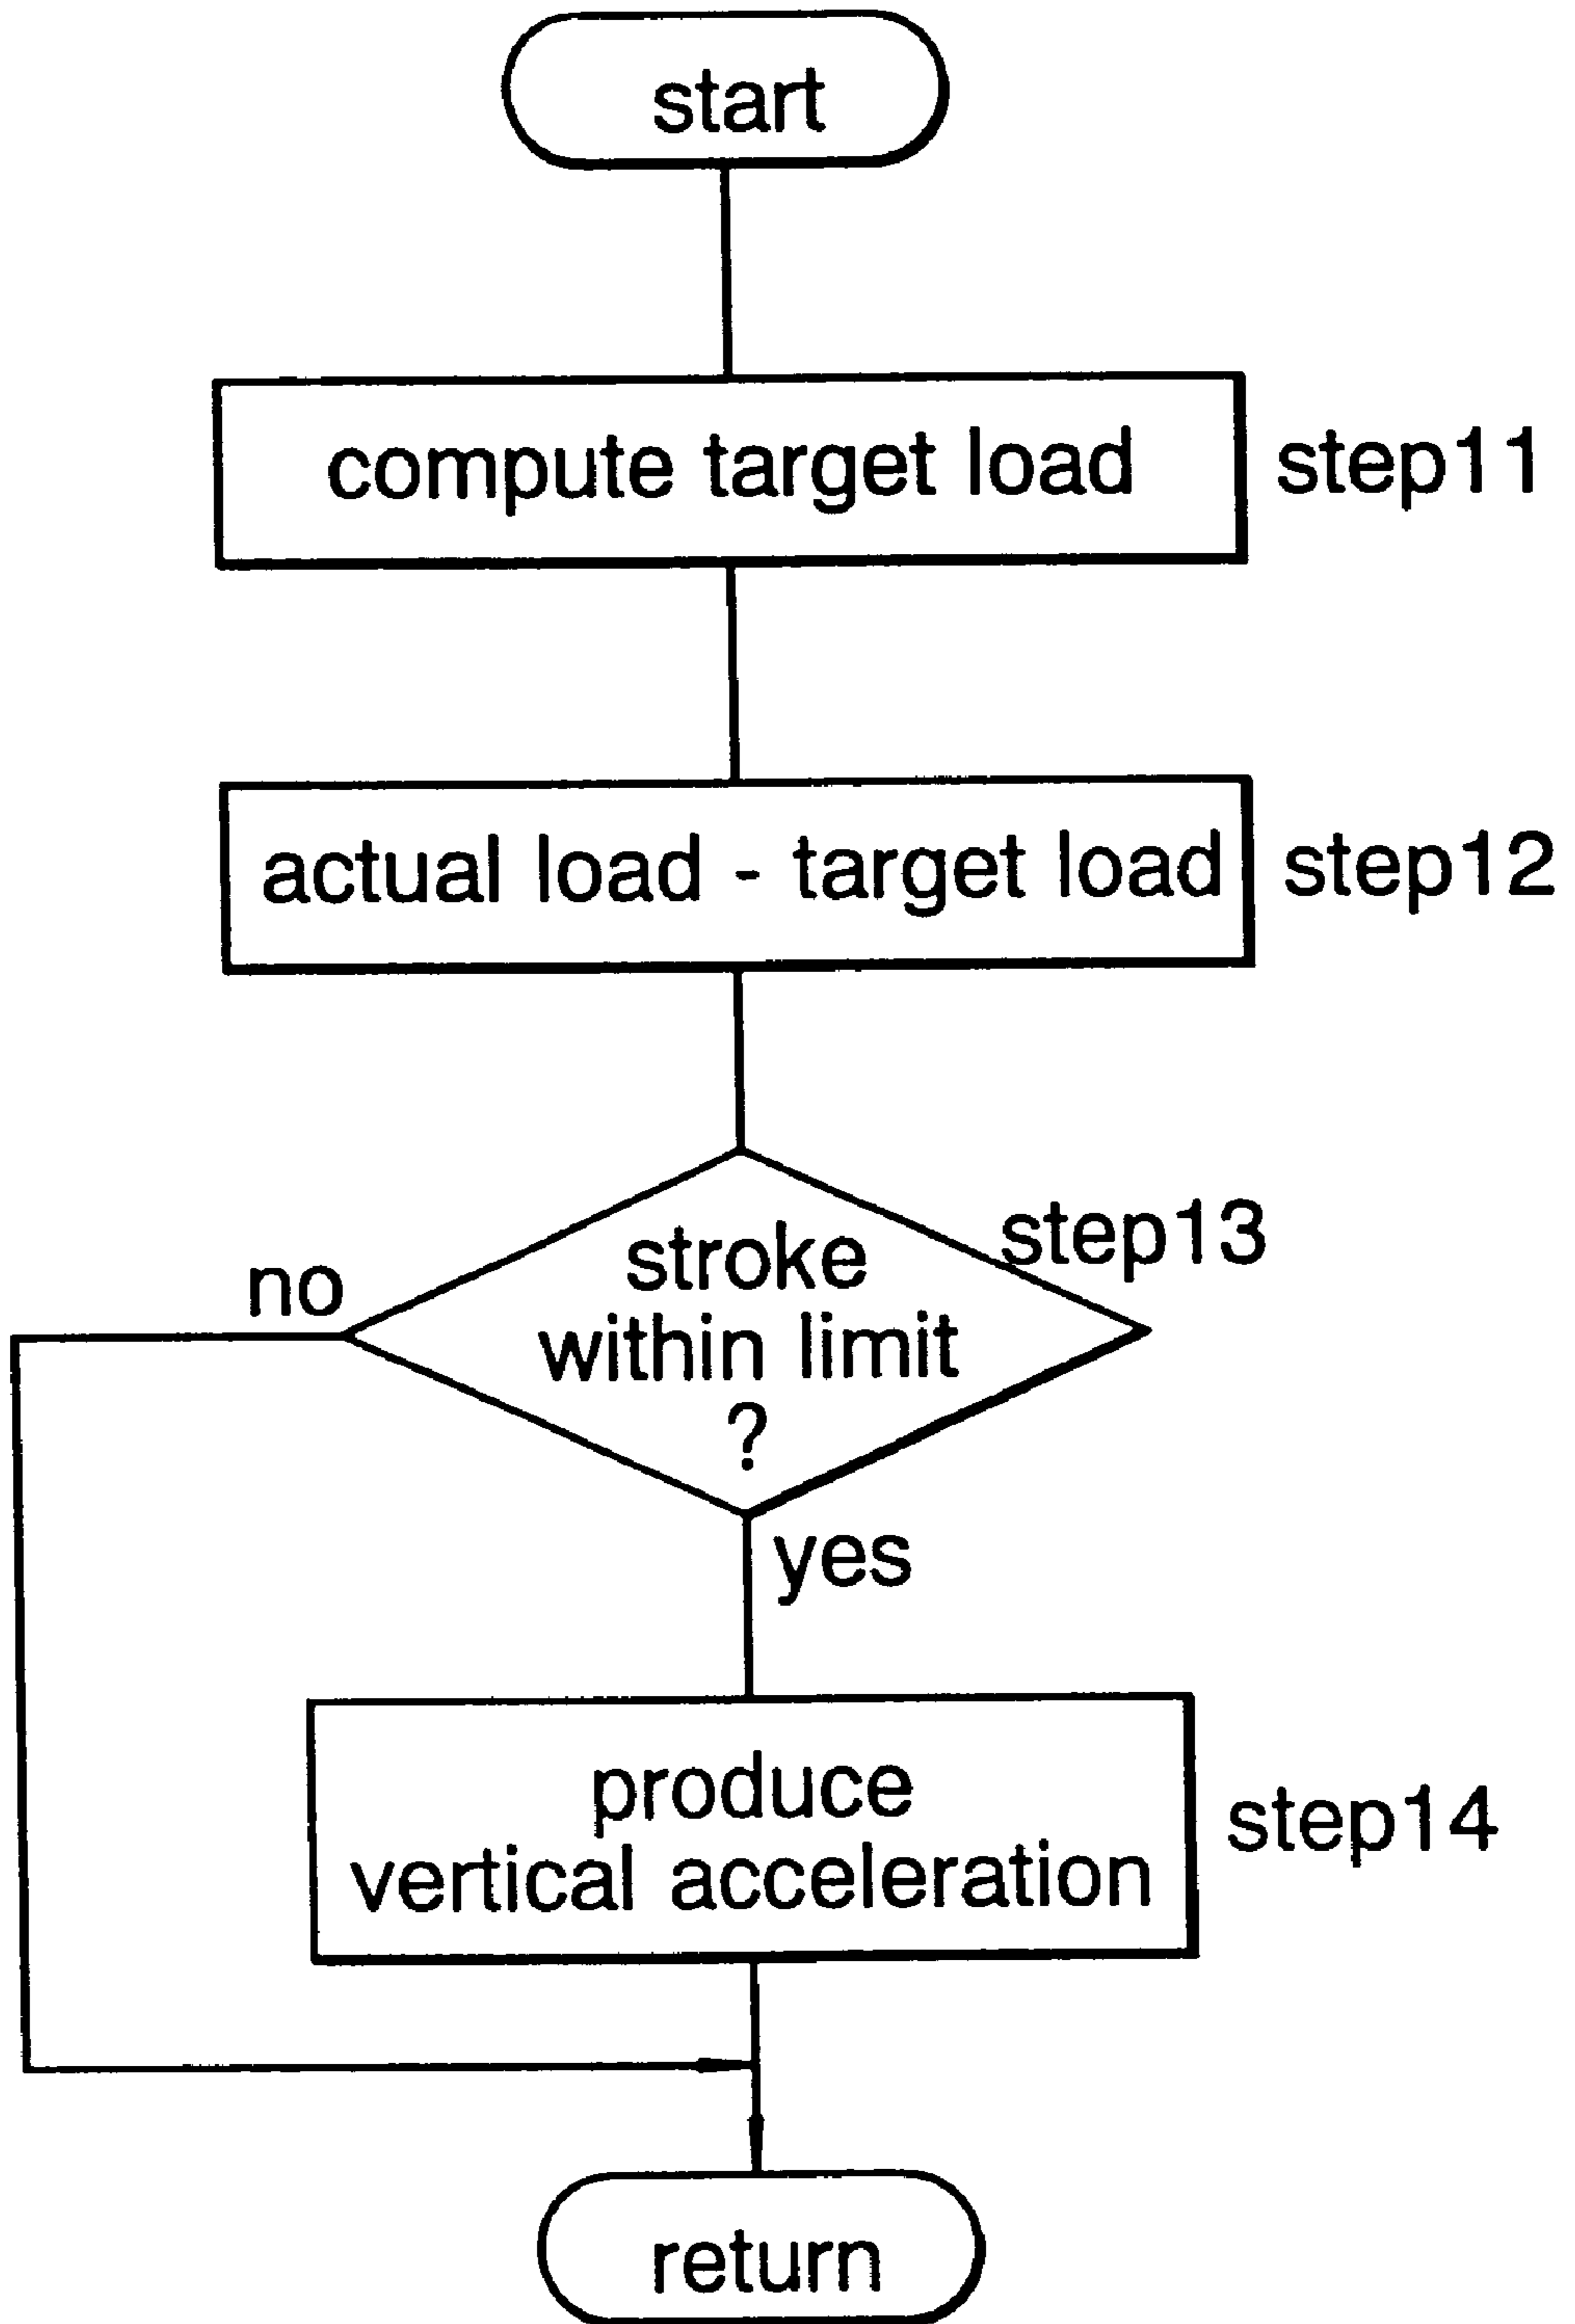 start
compute target load
step11
actual load - target load
step12
step13
stroke
within limit
?
no
yes
produce
vertical acceleration
step14
return